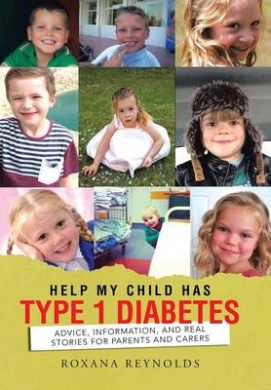 HELP MY CHILD HAS
TYPE 1 DIABETES
ADVICE, INFORMATION, AND REAL
STORIES FOR PARENTS AND CARERS
ROXANA REYNOLDS